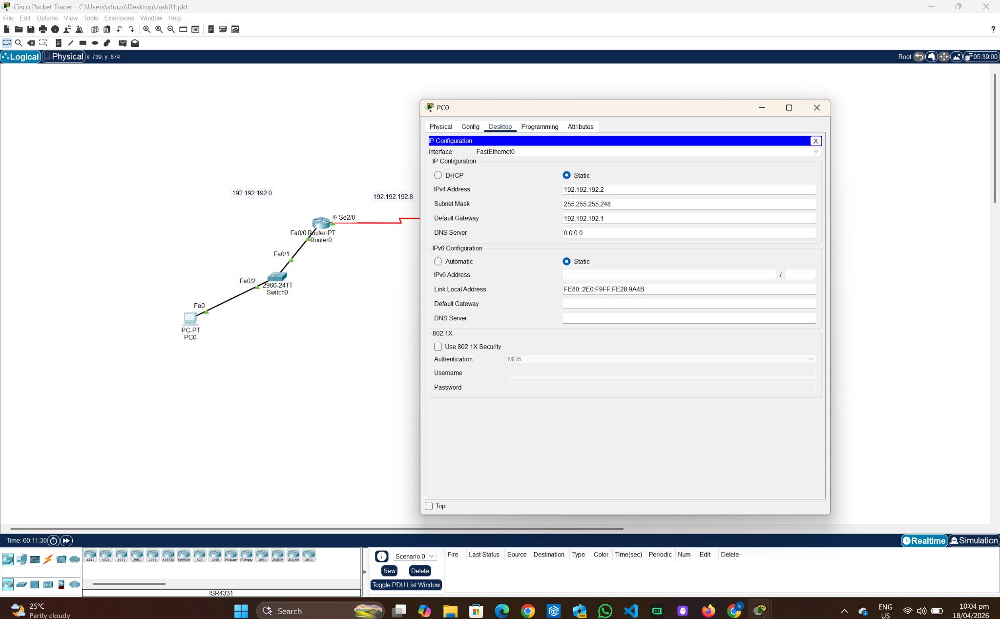 Cisco Packet Tracer - C:\Users\shuza\Desktop\task01.pkt
File Edit Options View Tools Extensions Window Help
?
Logical Physical x: 739, y: 874 Root 05:39:00
PC0
Physical Config Desktop Programming Attributes
IP Configuration X
Interface FastEthernet0
IP Configuration
DHCP Static
IPv4 Address 192.192.192.2
Subnet Mask 255.255.255.248
Default Gateway 192.192.192.1
DNS Server 0.0.0.0
IPv6 Configuration
Automatic Static
IPv6 Address /
Link Local Address FE80::2E0:F9FF:FE28:9A4B
Default Gateway
DNS Server
802.1X
Use 802.1X Security
Authentication MD5
Username
Password
Top
192.192.192.0
192.192.192.8
Se2/0
Fa0/0 Router-PT
Router0
Fa0/1
Fa0/2
2960-24TT
Switch0
Fa0
PC-PT
PC0
Time: 00:11:30 Realtime Simulation
4331 4321 1941 2901 2911 819IOX 819HGW 829 1240 PT-Router PT-Empty 1841 2620XM 2621XM 2811
ISR4331
Scenario 0
New Delete
Toggle PDU List Window
Fire Last Status Source Destination Type Color Time(sec) Periodic Num Edit Delete
25°C
Partly cloudy
Search
PRE
k
ENG
US
10:04 pm
18/04/2026